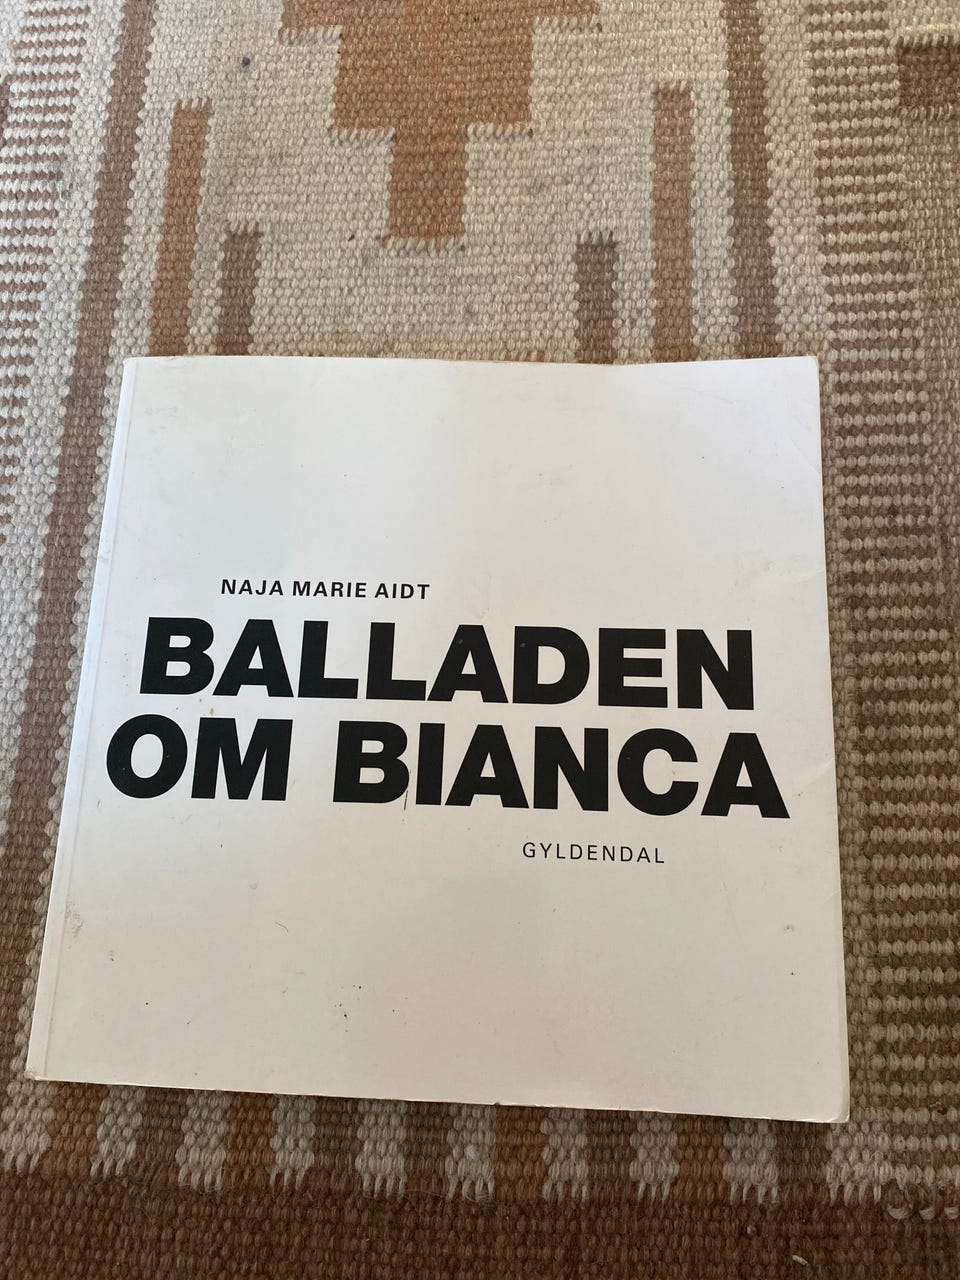 NAJA MARIE AIDT
BALLADEN
OM BIANCA
GYLDENDAL